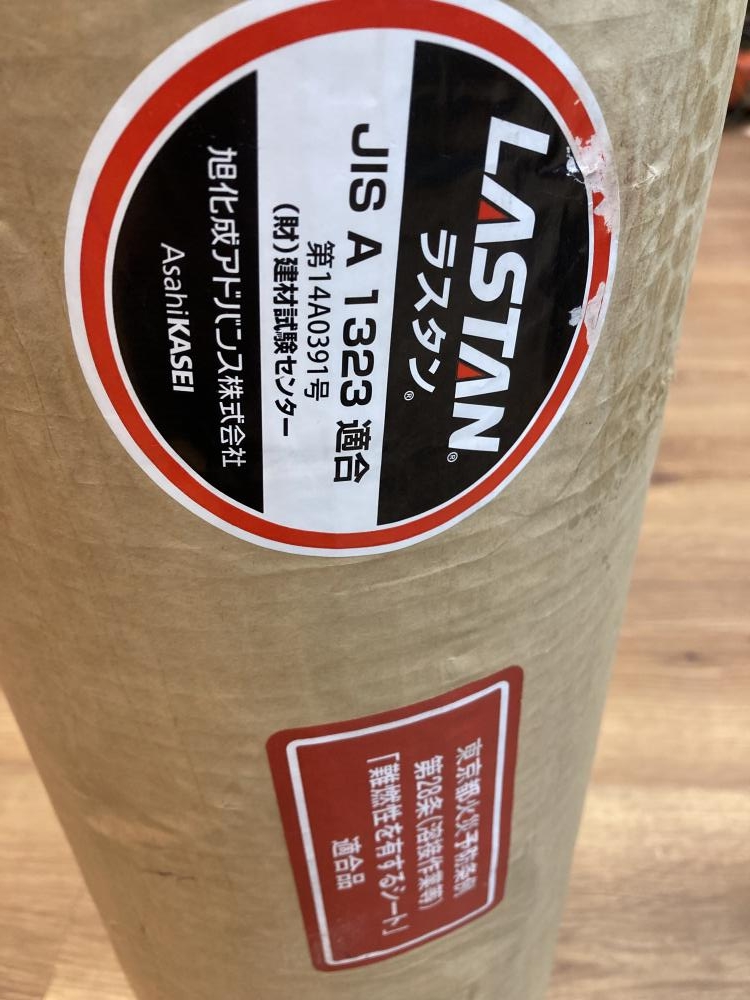 LASTAN®
ラスタン®
JIS A 1323 適合
第14A0391号
(財)建材試験センター
旭化成アドバンス株式会社
AsahiKASEI
東京都火災予防条例
第28条(溶接作業等)
「難燃性を有するシート」
適合品